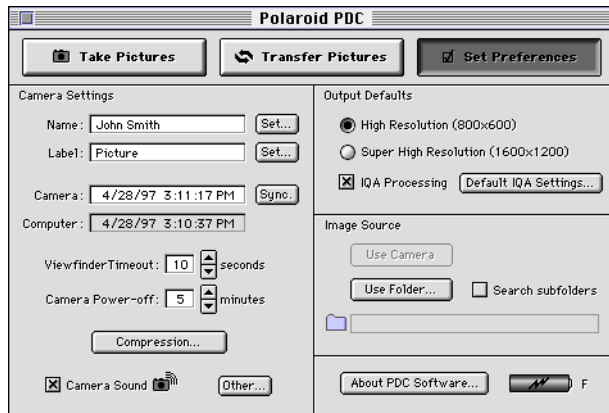 Polaroid PDC
Take Pictures
Transfer Pictures
Set Preferences
Camera Settings
Name: John Smith Set...
Label: Picture Set...
Camera: 4/28/97 3:11:17 PM Sync.
Computer: 4/28/97 3:10:37 PM
ViewfinderTimeout: 10 seconds
Camera Power-off: 5 minutes
Compression...
Camera Sound
Other...
Output Defaults
High Resolution (800x600)
Super High Resolution (1600x1200)
IQA Processing Default IQA Settings...
Image Source
Use Camera
Use Folder... Search subfolders
About PDC Software... F